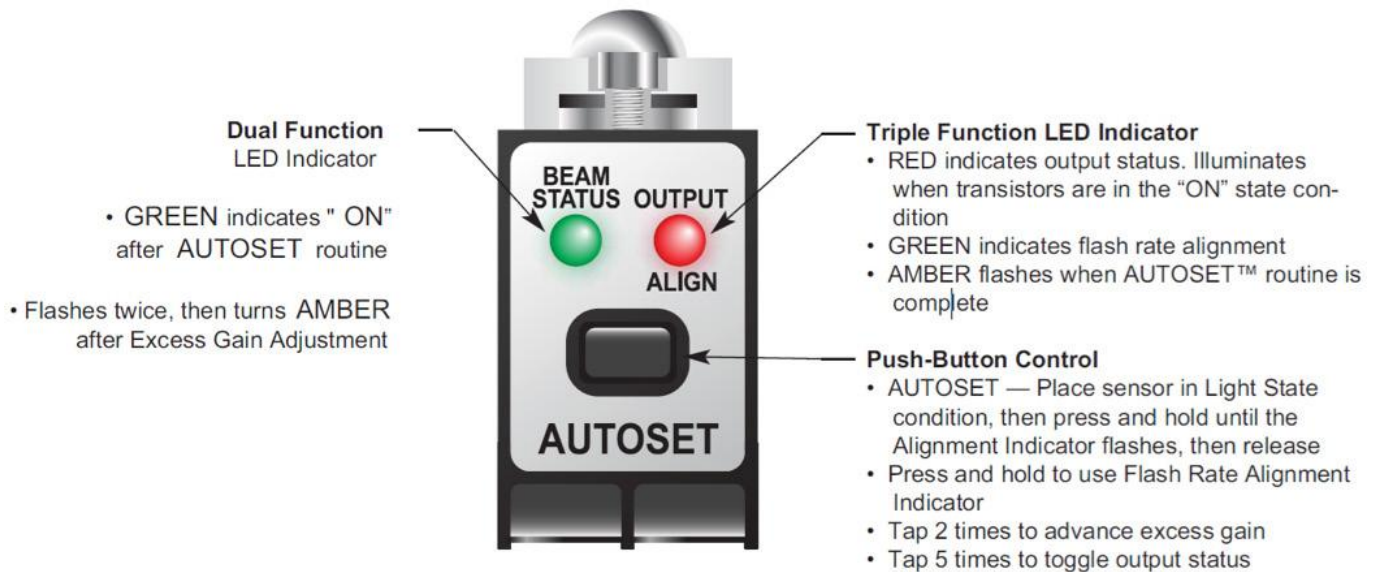 Dual Function
LED Indicator
• GREEN indicates " ON”
after AUTOSET routine
• Flashes twice, then turns AMBER
after Excess Gain Adjustment
BEAM
STATUS OUTPUT
ALIGN
AUTOSET
Triple Function LED Indicator
• RED indicates output status. Illuminates
when transistors are in the “ON” state con-
dition
• GREEN indicates flash rate alignment
• AMBER flashes when AUTOSET™ routine is
complete
Push-Button Control
• AUTOSET — Place sensor in Light State
condition, then press and hold until the
Alignment Indicator flashes, then release
• Press and hold to use Flash Rate Alignment
Indicator
• Tap 2 times to advance excess gain
• Tap 5 times to toggle output status